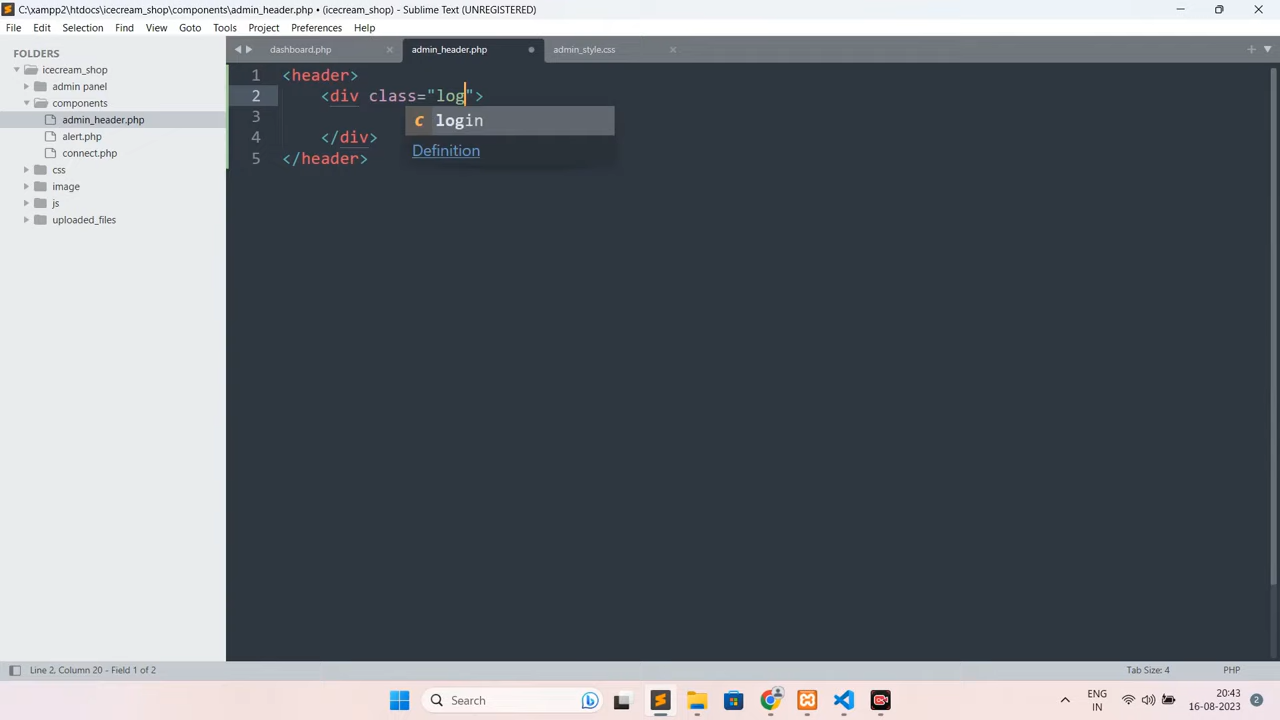 C:\xampp2\htdocs\icecream_shop\components\admin_header.php • (icecream_shop) - Sublime Text (UNREGISTERED)
File Edit Selection Find View Goto Tools Project Preferences Help
FOLDERS
icecream_shop
admin panel
components
admin_header.php
alert.php
connect.php
css
image
js
uploaded_files
dashboard.php admin_header.php admin_style.css
1 <header>
2 <div class="log">
3
4 </div>
5 </header>
c login
Definition
Line 2, Column 20 - Field 1 of 2
Tab Size: 4 PHP
Search
ENG
IN
20:43
16-08-2023
2